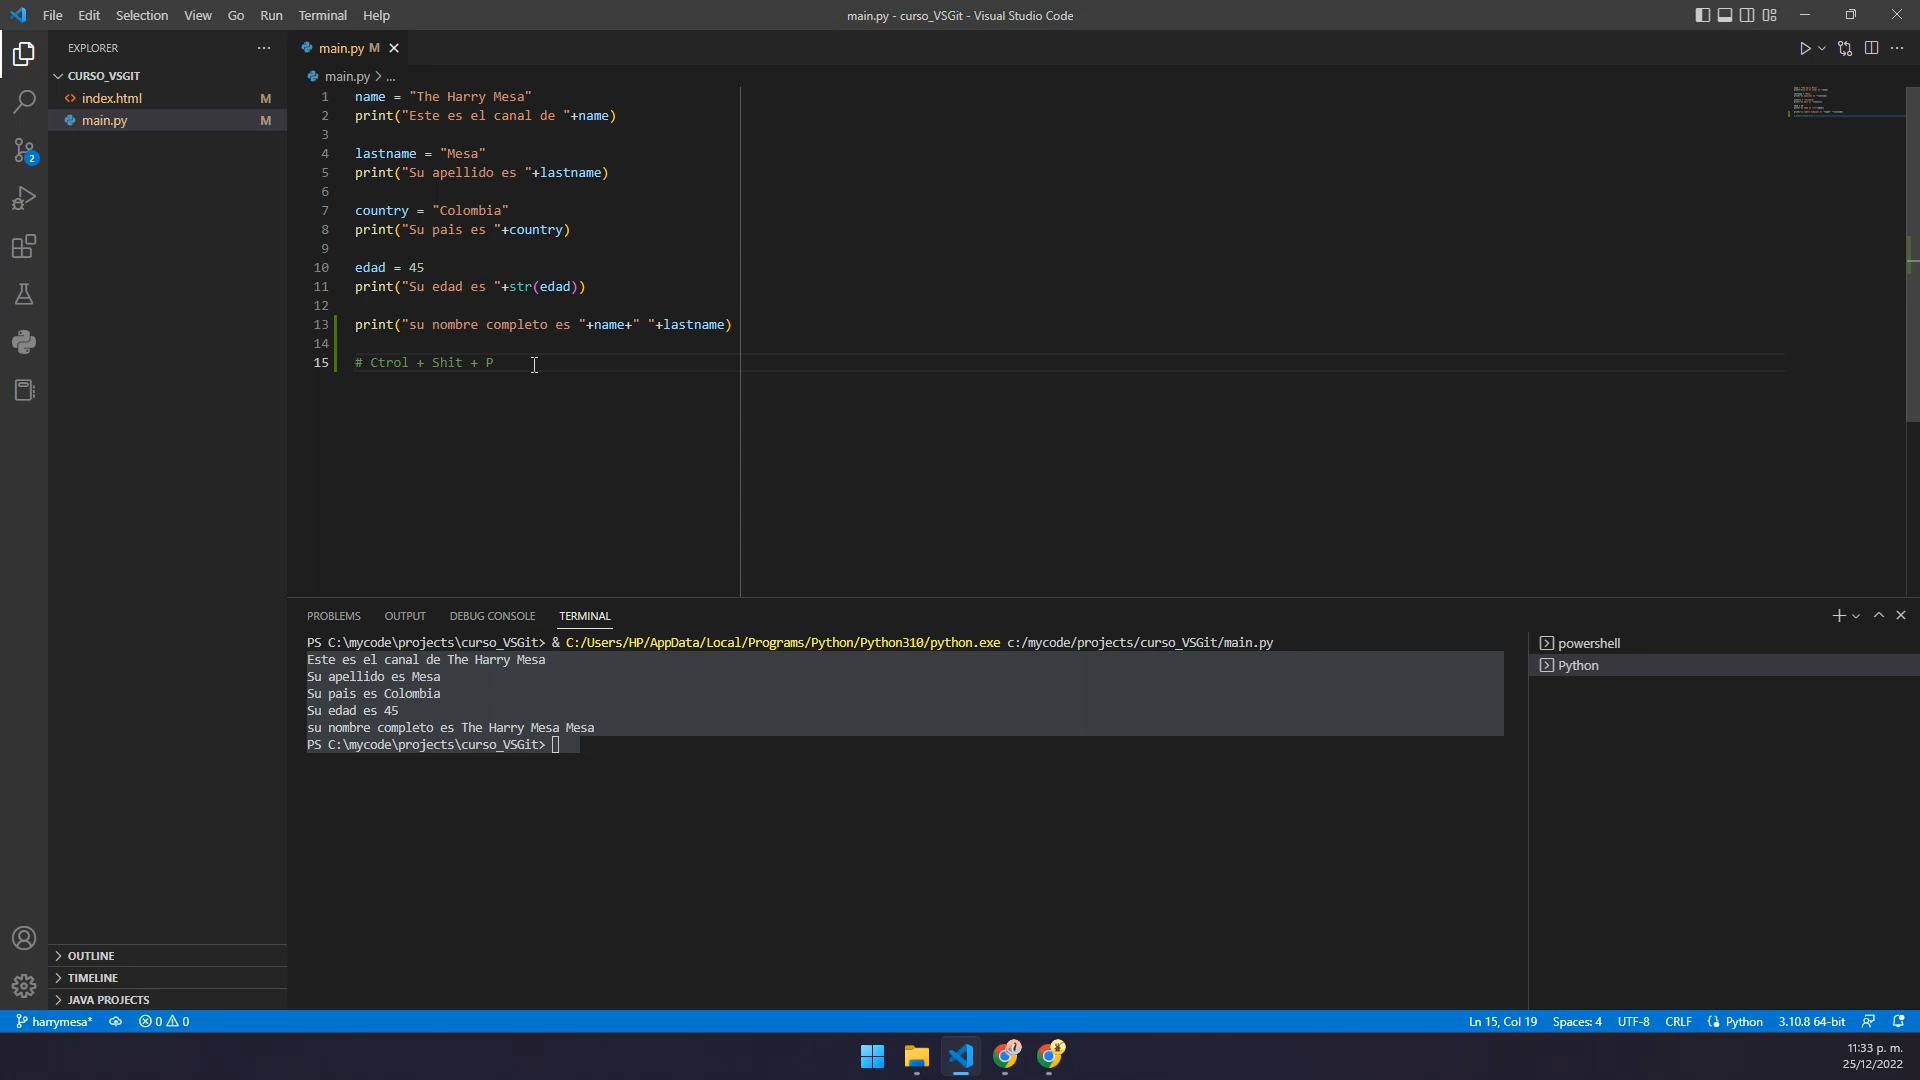 File Edit Selection View Go Run Terminal Help
main.py - curso_VSGit - Visual Studio Code
EXPLORER
CURSO_VSGIT
index.html M
main.py M
OUTLINE
TIMELINE
JAVA PROJECTS
main.py M
main.py > ...
1 name = "The Harry Mesa"
2 print("Este es el canal de "+name)
3
4 lastname = "Mesa"
5 print("Su apellido es "+lastname)
6
7 country = "Colombia"
8 print("Su pais es "+country)
9
10 edad = 45
11 print("Su edad es "+str(edad))
12
13 print("su nombre completo es "+name+" "+lastname)
14
15 # Ctrol + Shit + P
PROBLEMS OUTPUT DEBUG CONSOLE TERMINAL
PS C:\mycode\projects\curso_VSGit> & C:/Users/HP/AppData/Local/Programs/Python/Python310/python.exe c:/mycode/projects/curso_VSGit/main.py
Este es el canal de The Harry Mesa
Su apellido es Mesa
Su pais es Colombia
Su edad es 45
su nombre completo es The Harry Mesa Mesa
PS C:\mycode\projects\curso_VSGit>
powershell
Python
2
harrymesa* 0 0
Ln 15, Col 19 Spaces: 4 UTF-8 CRLF Python 3.10.8 64-bit
11:33 p. m.
25/12/2022